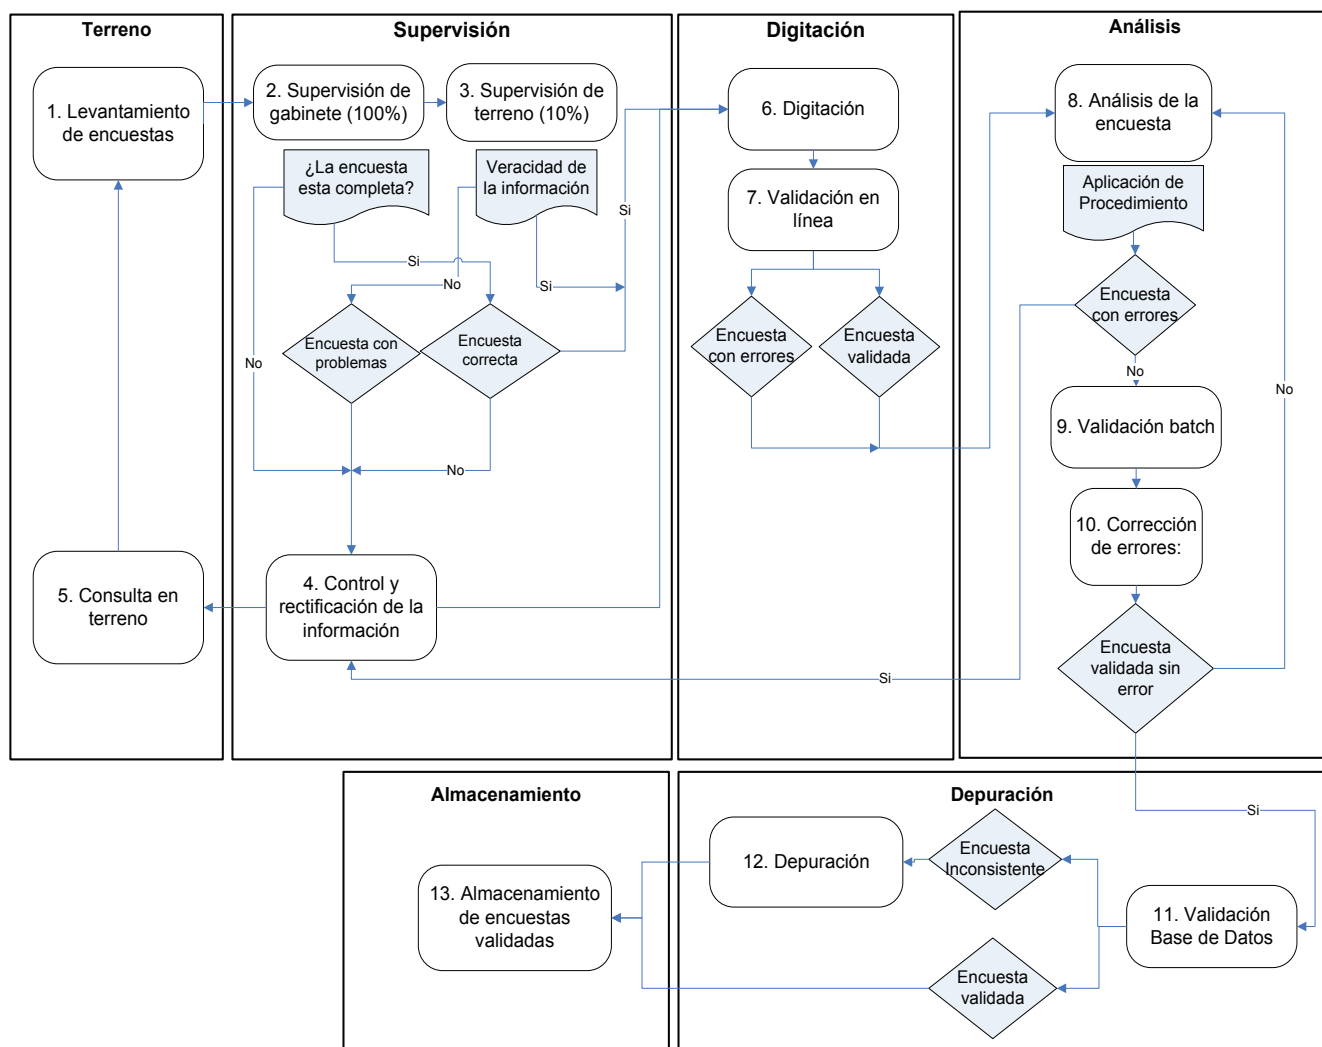 Terreno
1. Levantamiento
de encuestas
5. Consulta en
terreno
Supervisión
2. Supervisión de
gabinete (100%)
3. Supervisión de
terreno (10%)
¿La encuesta
esta completa?
Veracidad de
la información
Si
Si
No
Si
Encuesta con
problemas
Encuesta
correcta
No
No
4. Control y
rectificación de la
información
Digitación
6. Digitación
7. Validación en
línea
Encuesta
con errores
Encuesta
validada
Si
Análisis
8. Análisis de la
encuesta
Aplicación de
Procedimiento
Encuesta
con errores
No
No
9. Validación batch
10. Corrección
de errores:
Encuesta
validada sin
error
Si
Almacenamiento
13. Almacenamiento
de encuestas
validadas
Depuración
12. Depuración
Encuesta
Inconsistente
11. Validación
Base de Datos
Encuesta
validada